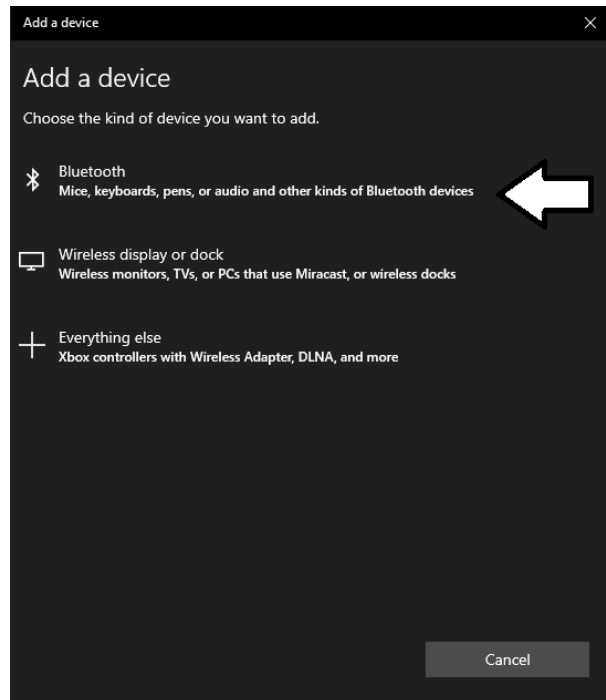 Add a device
Add a device
Choose the kind of device you want to add.
Bluetooth
Mice, keyboards, pens, or audio and other kinds of Bluetooth devices
Wireless display or dock
Wireless monitors, TVs, or PCs that use Miracast, or wireless docks
Everything else
Xbox controllers with Wireless Adapter, DLNA, and more
Cancel